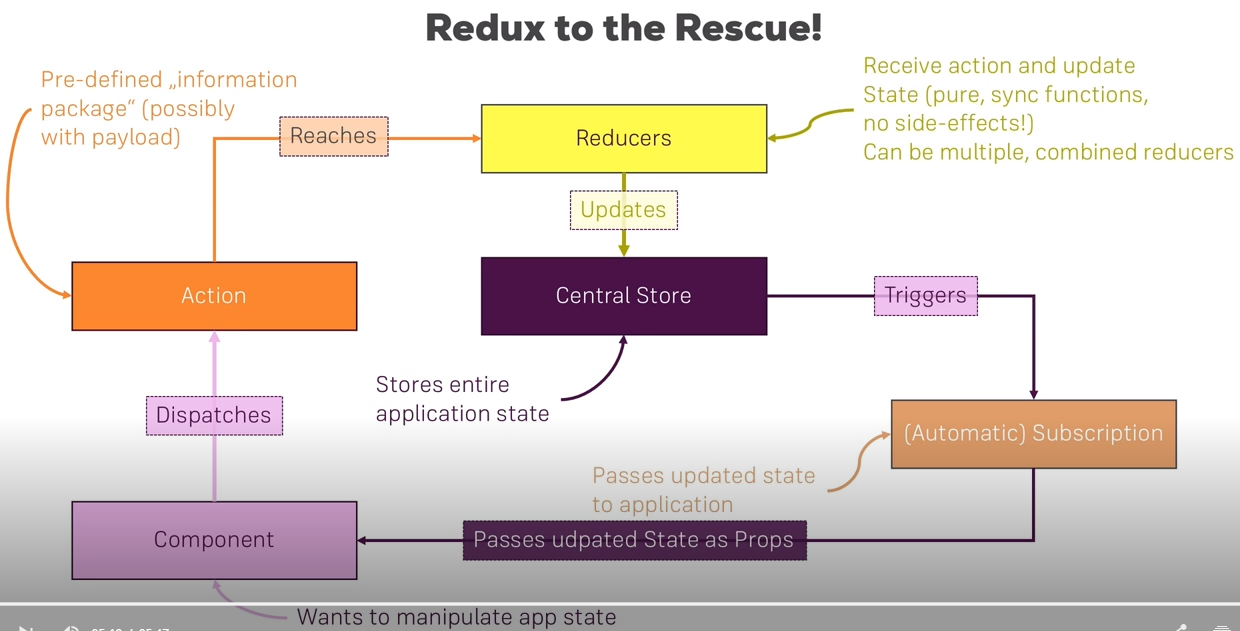 Redux to the Rescue!
Pre-defined „information
package“ (possibly
with payload)
Reaches
Reducers
Receive action and update
State (pure, sync functions,
no side-effects!)
Can be multiple, combined reducers
Updates
Action
Central Store
Triggers
Stores entire
application state
Dispatches
(Automatic) Subscription
Passes updated state
to application
Component
Passes udpated State as Props
Wants to manipulate app state